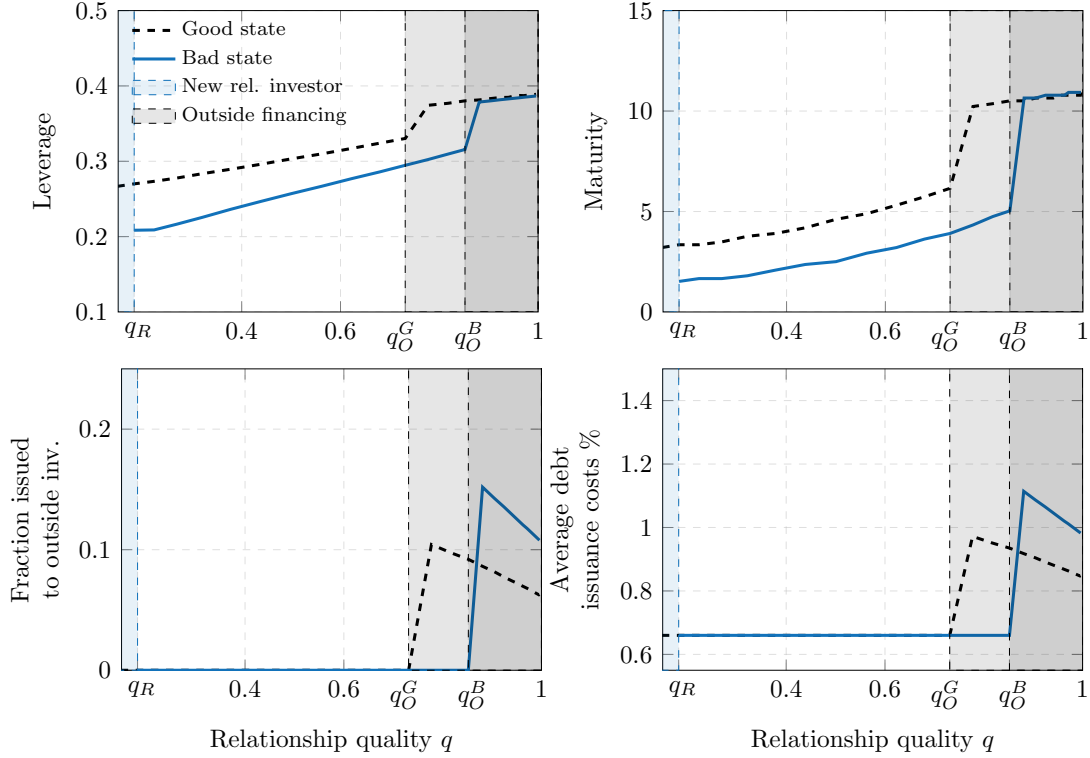 0.5
0.4
0.3
0.2
0.1
Leverage
Good state
Bad state
New rel. investor
Outside financing
q_R
0.4
0.6
q_O^G
q_O^B
1
15
10
5
0
Maturity
q_R
0.4
0.6
q_O^G
q_O^B
1
0.2
0.1
0
Fraction issued
to outside inv.
q_R
0.4
0.6
q_O^G
q_O^B
1
Relationship quality q
1.4
1.2
1
0.8
0.6
Average debt
issuance costs %
q_R
0.4
0.6
q_O^G
q_O^B
1
Relationship quality q